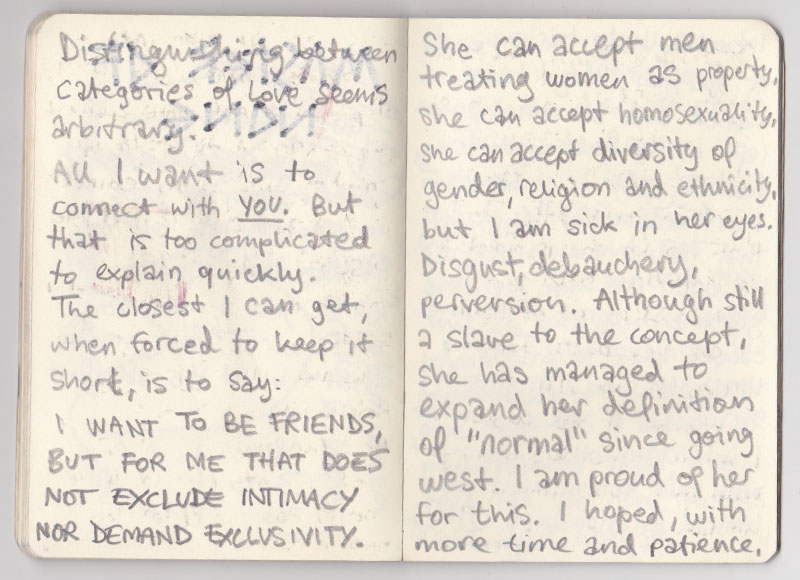 Distinguishing between
categories of love seems
arbitrary.
All I want is to
connect with YOU. But
that is too complicated
to explain quickly.
The closest I can get,
when forced to keep it
short, is to say:
I WANT TO BE FRIENDS,
BUT FOR ME THAT DOES
NOT EXCLUDE INTIMACY
NOR DEMAND EXCLUSIVITY.
She can accept men
treating women as property,
she can accept homosexuality,
she can accept diversity of
gender, religion and ethnicity,
but I am sick in her eyes.
Disgust, debauchery,
perversion. Although still
a slave to the concept,
she has managed to
expand her definition
of "normal" since going
west. I am proud of her
for this. I hoped, with
more time and patience,